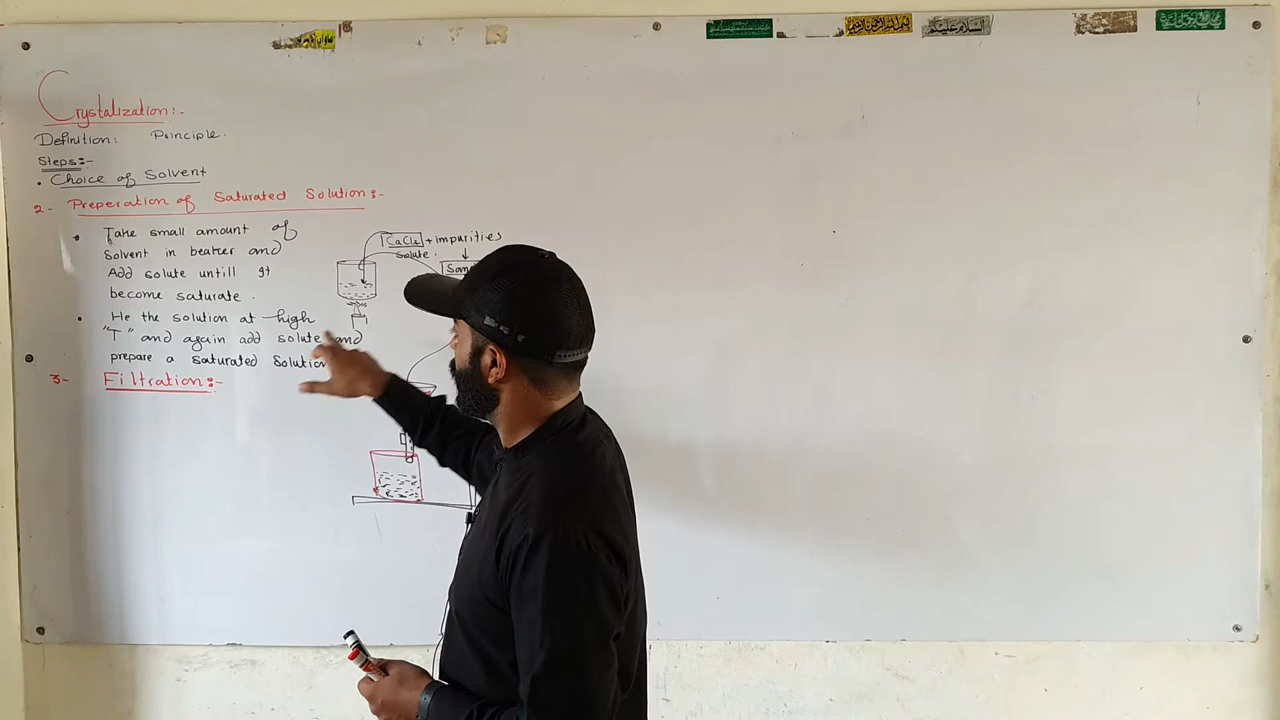 Crystalization:-
Definition: Principle.
Steps:-
. Choice of Solvent
2- Preperation of Saturated Solution:-
Take small amount of
Solvent in beaker and
Add solute untill It
become saturate.
He the solution at high
"T" and again add solute and
prepare a saturated Solution
CaCl2 + impurities
Solute.
3- Filtration:-
السلام علیکم